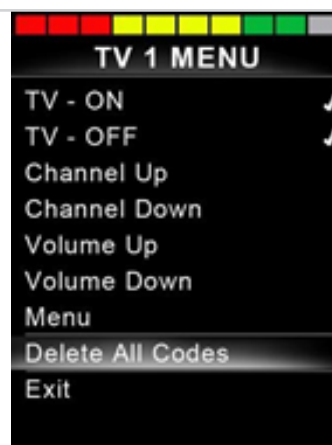 TV 1 MENU
TV - ON
TV - OFF
Channel Up
Channel Down
Volume Up
Volume Down
Menu
Delete All Codes
Exit